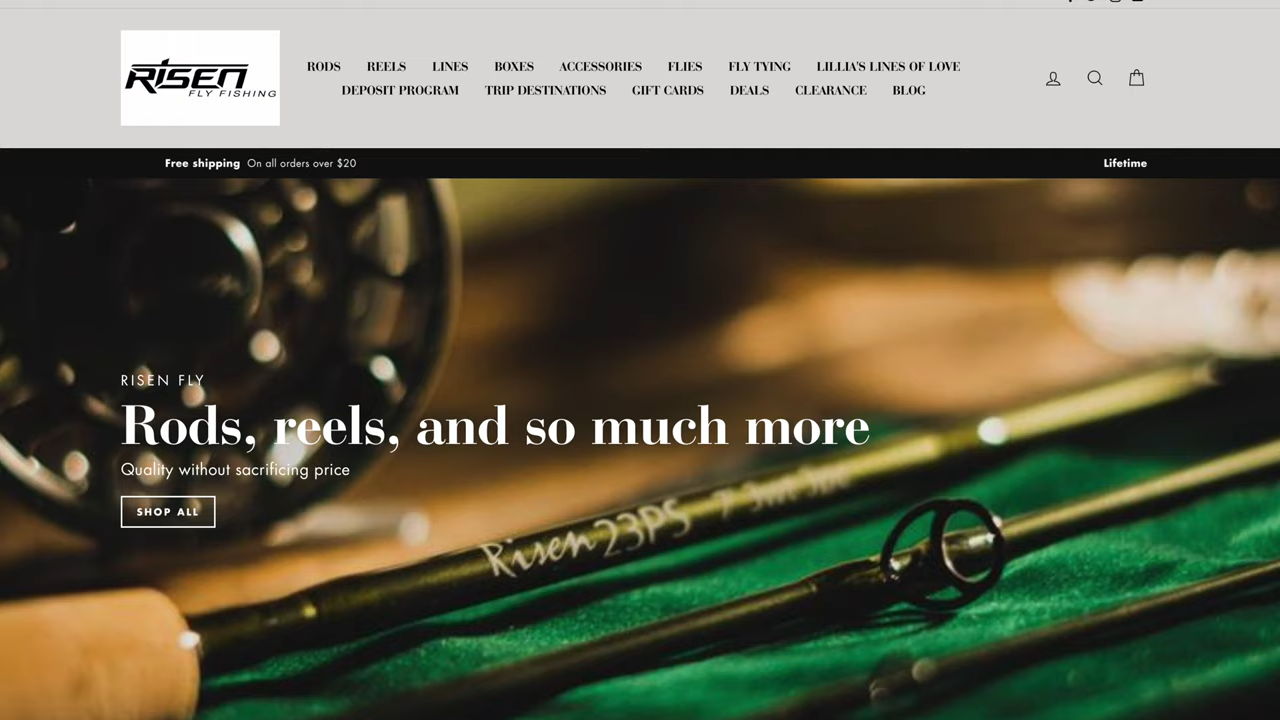 RISEN
FLY FISHING
RODS REELS LINES BOXES ACCESSORIES FLIES FLY TYING LILLIA'S LINES OF LOVE
DEPOSIT PROGRAM TRIP DESTINATIONS GIFT CARDS DEALS CLEARANCE BLOG
Free shipping On all orders over $20
Lifetime
RISEN FLY
Rods, reels, and so much more
Quality without sacrificing price
SHOP ALL
Risen 23PS